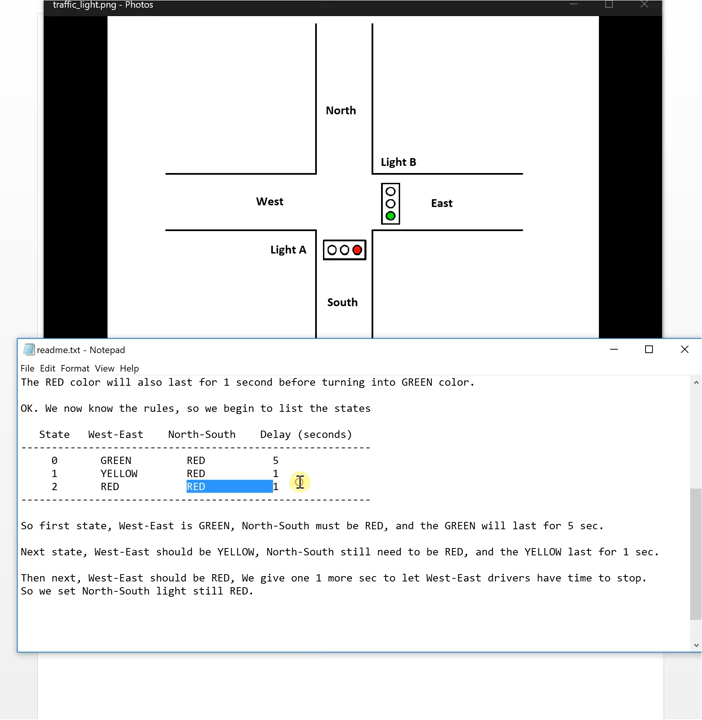 traffic_light.png - Photos
North
Light B
West
East
Light A
South
readme.txt - Notepad
File Edit Format View Help
The RED color will also last for 1 second before turning into GREEN color.
OK. We now know the rules, so we begin to list the states
State West-East North-South Delay (seconds)
---------------------------------------------------------
0 GREEN RED 5
1 YELLOW RED 1
2 RED RED 1
---------------------------------------------------------
So first state, West-East is GREEN, North-South must be RED, and the GREEN will last for 5 sec.
Next state, West-East should be YELLOW, North-South still need to be RED, and the YELLOW last for 1 sec.
Then next, West-East should be RED, We give one 1 more sec to let West-East drivers have time to stop.
So we set North-South light still RED.